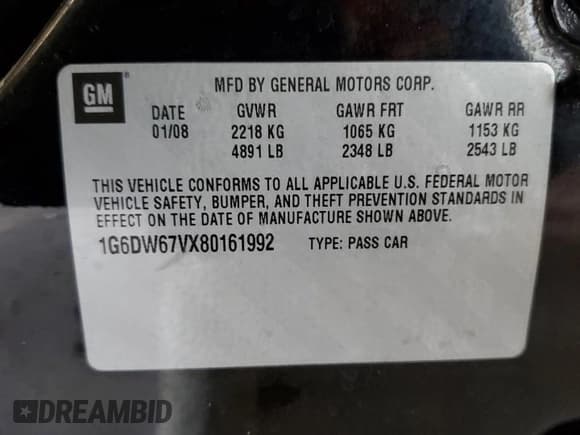 GM
MFD BY GENERAL MOTORS CORP.
DATE GVWR GAWR FRT GAWR RR
01/08 2218 KG 1065 KG 1153 KG
4891 LB 2348 LB 2543 LB
THIS VEHICLE CONFORMS TO ALL APPLICABLE U.S. FEDERAL MOTOR
VEHICLE SAFETY, BUMPER, AND THEFT PREVENTION STANDARDS IN
EFFECT ON THE DATE OF MANUFACTURE SHOWN ABOVE.
1G6DW67VX80161992 TYPE: PASS CAR
DREAMBID